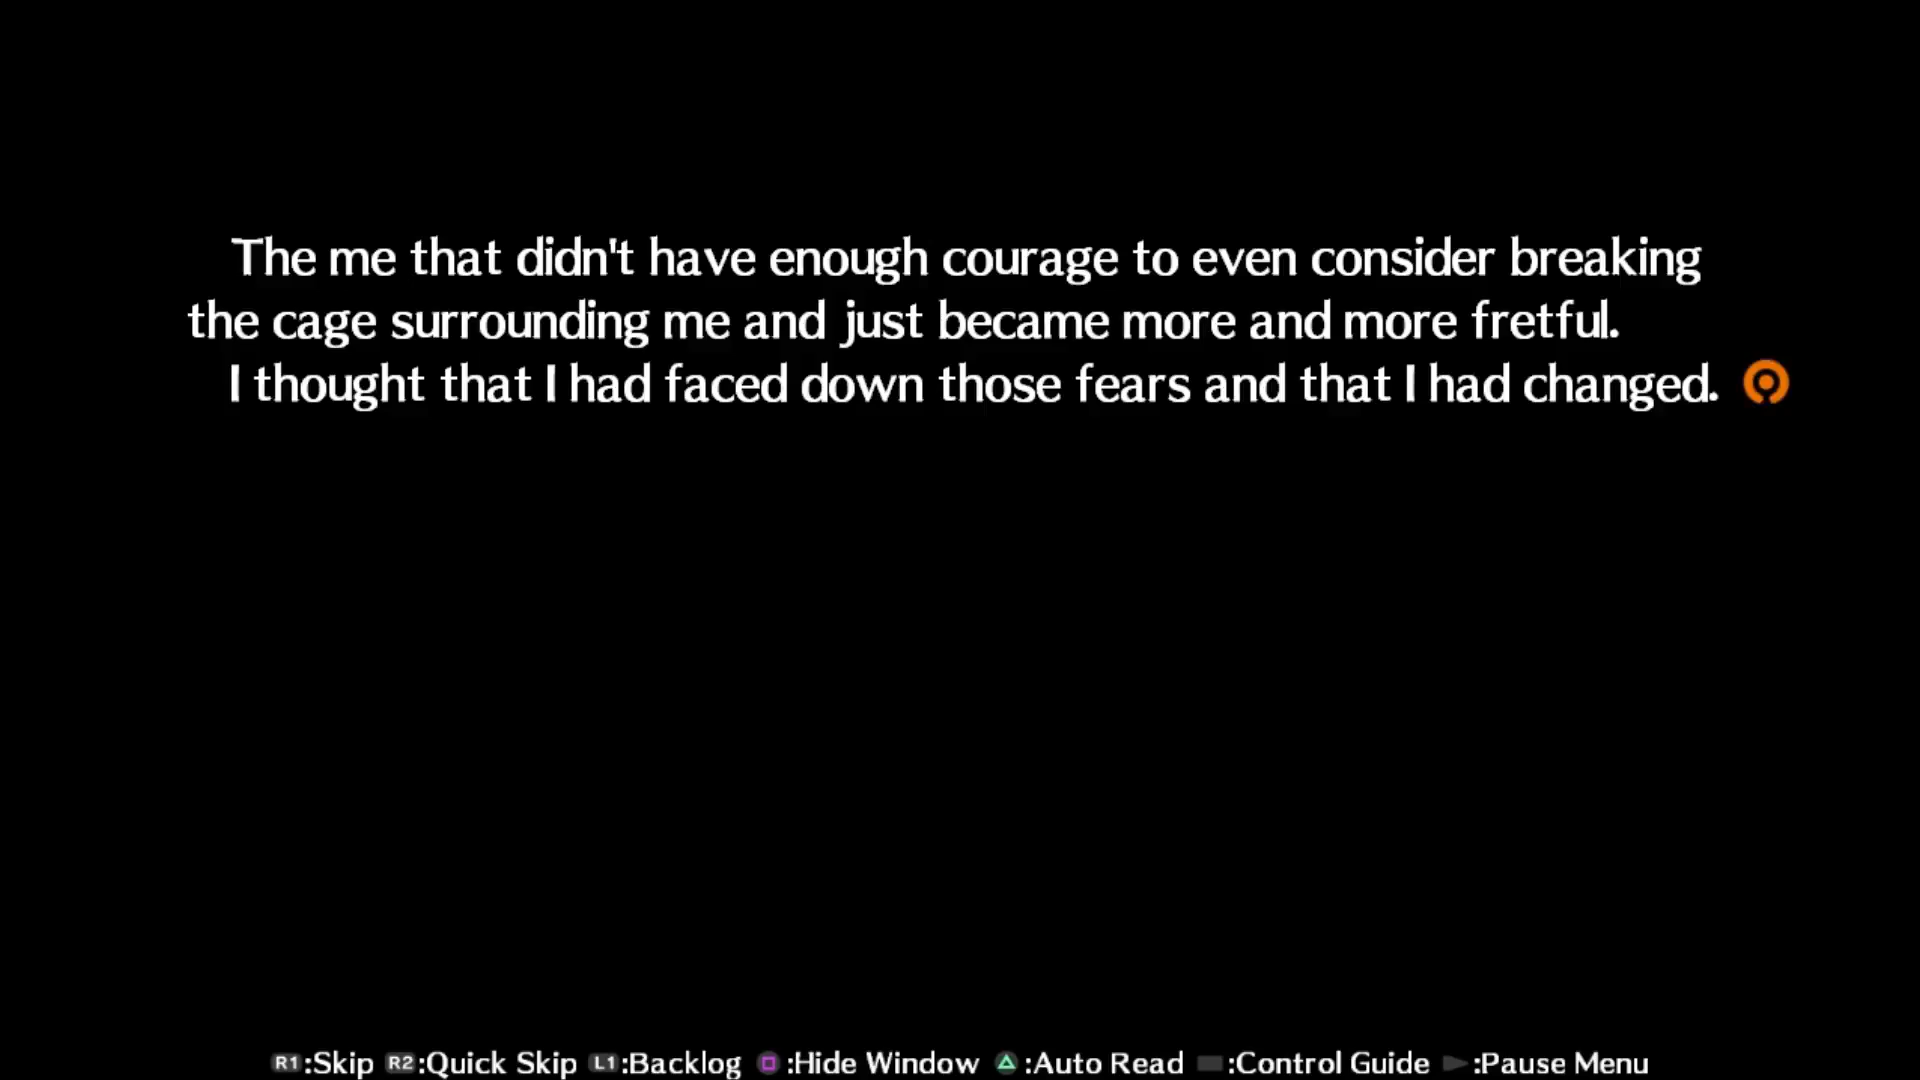 The me that didn't have enough courage to even consider breaking
the cage surrounding me and just became more and more fretful.
I thought that I had faced down those fears and that I had changed.
R1:Skip R2:Quick Skip L1:Backlog :Hide Window :Auto Read :Control Guide :Pause Menu